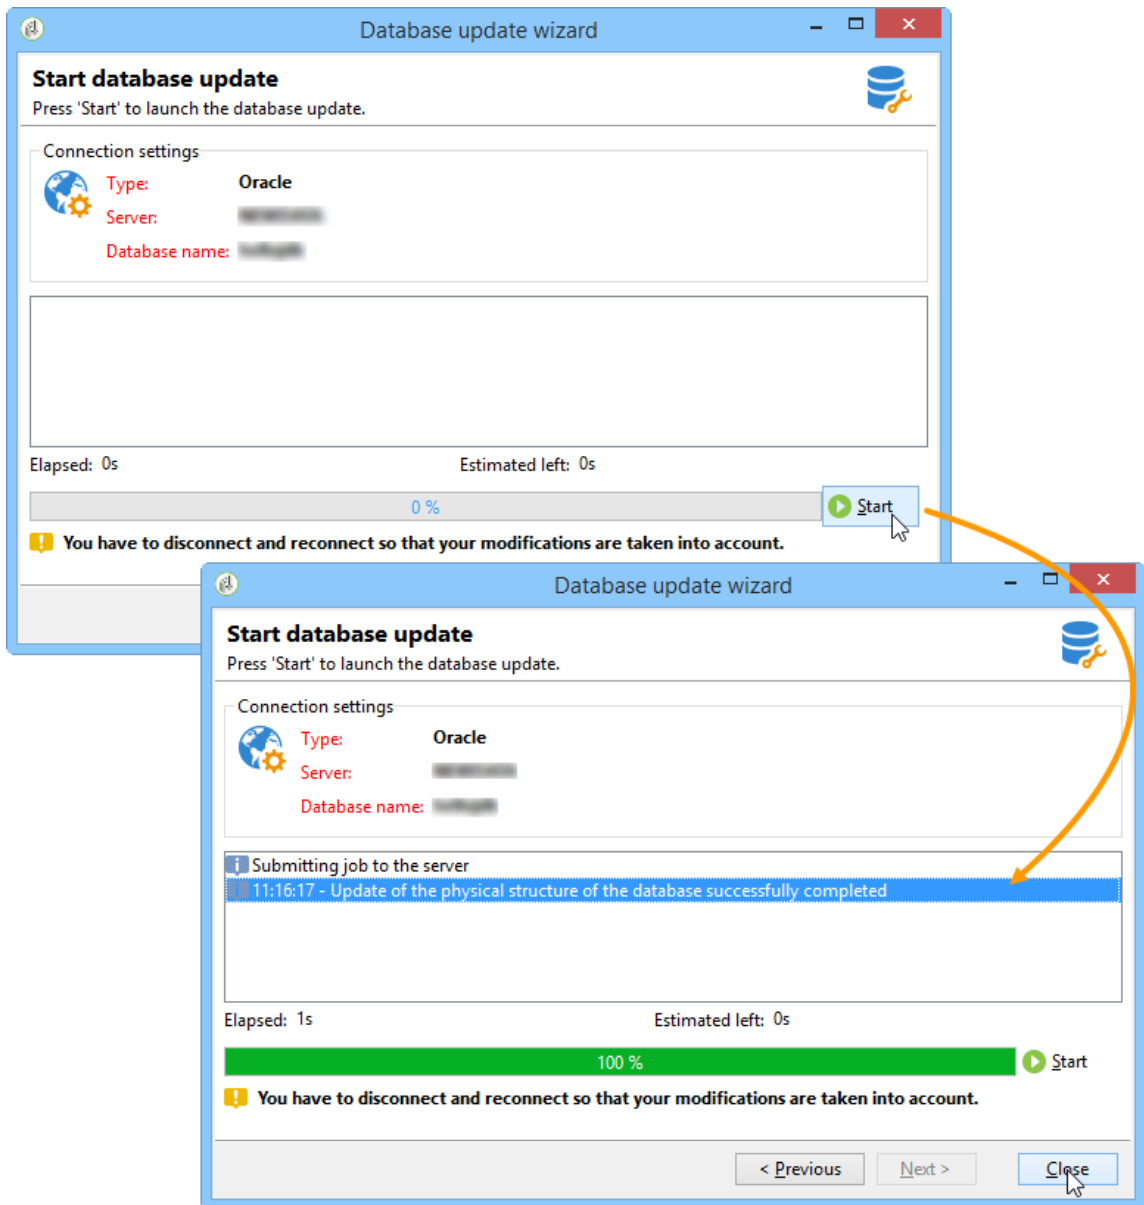 Database update wizard
Start database update
Press 'Start' to launch the database update.
Connection settings
Type: Oracle
Server:
Database name:
Elapsed: 0s Estimated left: 0s
0 % Start
You have to disconnect and reconnect so that your modifications are taken into account.
Database update wizard
Start database update
Press 'Start' to launch the database update.
Connection settings
Type: Oracle
Server:
Database name:
Submitting job to the server
11:16:17 - Update of the physical structure of the database successfully completed
Elapsed: 1s Estimated left: 0s
100 % Start
You have to disconnect and reconnect so that your modifications are taken into account.
< Previous Next > Close